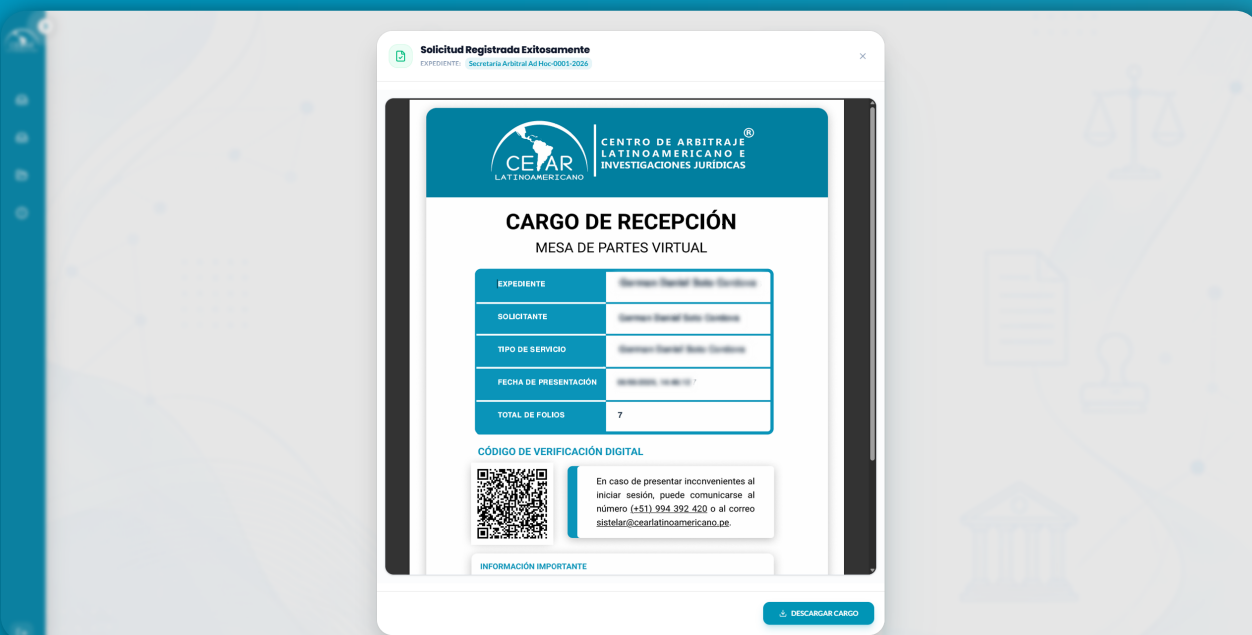 Solicitud Registrada Exitosamente
EXPEDIENTE: Secretaría Arbitral Ad Hoc-0001-2026
CEAR
LATINOAMERICANO
CENTRO DE ARBITRAJE®
LATINOAMERICANO E
INVESTIGACIONES JURÍDICAS
CARGO DE RECEPCIÓN
MESA DE PARTES VIRTUAL
EXPEDIENTE
SOLICITANTE
TIPO DE SERVICIO
FECHA DE PRESENTACIÓN
TOTAL DE FOLIOS 7
CÓDIGO DE VERIFICACIÓN DIGITAL
En caso de presentar inconvenientes al
iniciar sesión, puede comunicarse al
número (+51) 994 392 420 o al correo
sistelar@cearlatinoamericano.pe.
INFORMACIÓN IMPORTANTE
DESCARGAR CARGO